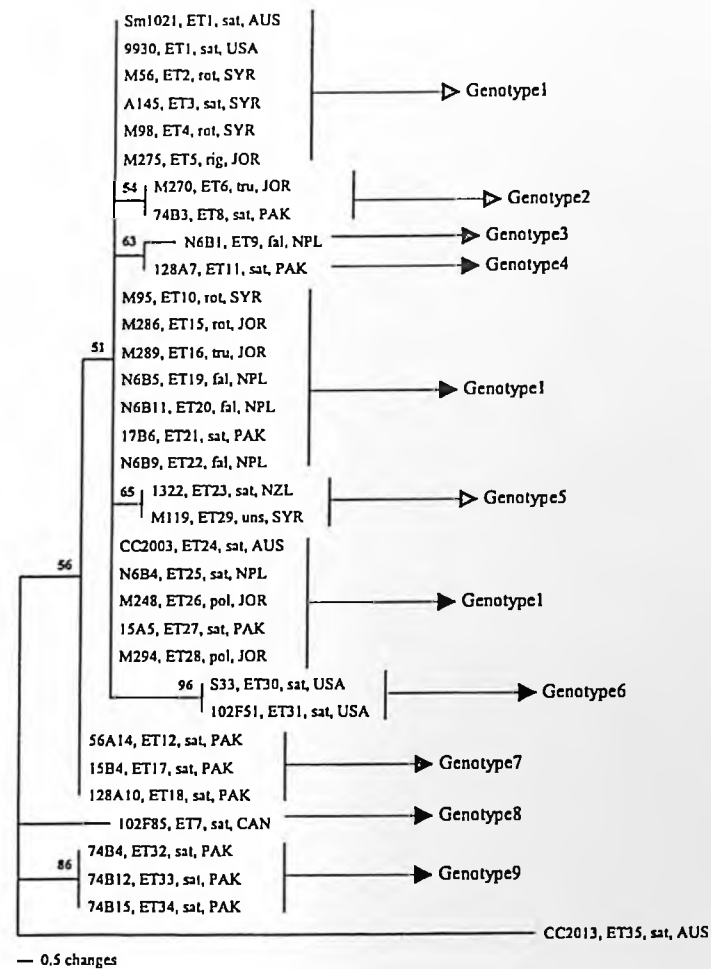 Sm1021, ET1, sat, AUS
9930, ET1, sat, USA
M56, ET2, rot, SYR
Genotype1
A145, ET3, sat, SYR
M98, ET4, rot, SYR
M275, ET5, rig, JOR
54
M270, ET6, tru, JOR
Genotype2
74B3, ET8, sat, PAK
63
N6B1, ET9, fal, NPL
Genotype3
128A7, ET11, sat, PAK
Genotype4
M95, ET10, rot, SYR
M286, ET15, rot, JOR
51
M289, ET16, tru, JOR
N6B5, ET19, fal, NPL
Genotype1
N6B11, ET20, fal, NPL
17B6, ET21, sat, PAK
N6B9, ET22, fal, NPL
65
1322, ET23, sat, NZL
Genotype5
M119, ET29, uns, SYR
CC2003, ET24, sat, AUS
56
N6B4, ET25, sat, NPL
M248, ET26, pol, JOR
Genotype1
15A5, ET27, sat, PAK
M294, ET28, pol, JOR
96
S33, ET30, sat, USA
Genotype6
102F51, ET31, sat, USA
56A14, ET12, sat, PAK
15B4, ET17, sat, PAK
Genotype7
128A10, ET18, sat, PAK
102F85, ET7, sat, CAN
Genotype8
74B4, ET32, sat, PAK
86
74B12, ET33, sat, PAK
Genotype9
74B15, ET34, sat, PAK
CC2013, ET35, sat, AUS
0.5 changes